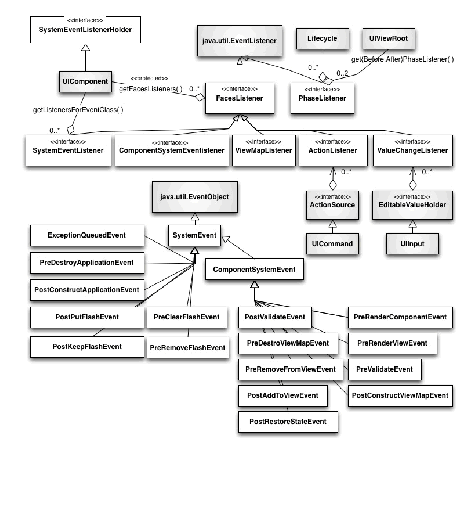 <<interface>>
SystemEventListenerHolder
java.util.EventListener
Lifecycle
UIViewRoot
get(Before After)PhaseListener()
UIComponent
<<interface>>
getFacesListeners()
0..*
<<interface>>
FacesListener
0..*
0..2
<<interface>>
PhaseListener
getListenersForEventClass()
0..*
<<interface>>
SystemEventListener
<<interface>>
ComponentSystemEventlistener
<<interface>>
ViewMapListener
<<interface>>
ActionListener
<<interface>>
ValueChangeListener
0..*
0..*
<<interface>>
ActionSource
<<interface>>
EditableValueHolder
UICommand
UIInput
java.util.EventObject
SystemEvent
ComponentSystemEvent
ExceptionQueuedEvent
PreDestroyApplicationEvent
PostConstructApplicationEvent
PostPutFlashEvent
PreClearFlashEvent
PostKeepFlashEvent
PreRemoveFlashEvent
PostValidateEvent
PreRenderComponentEvent
PreDestroyViewMapEvent
PreRenderViewEvent
PreRemoveFromViewEvent
PreValidateEvent
PostAddToViewEvent
PostConstructViewMapEvent
PostRestoreStateEvent